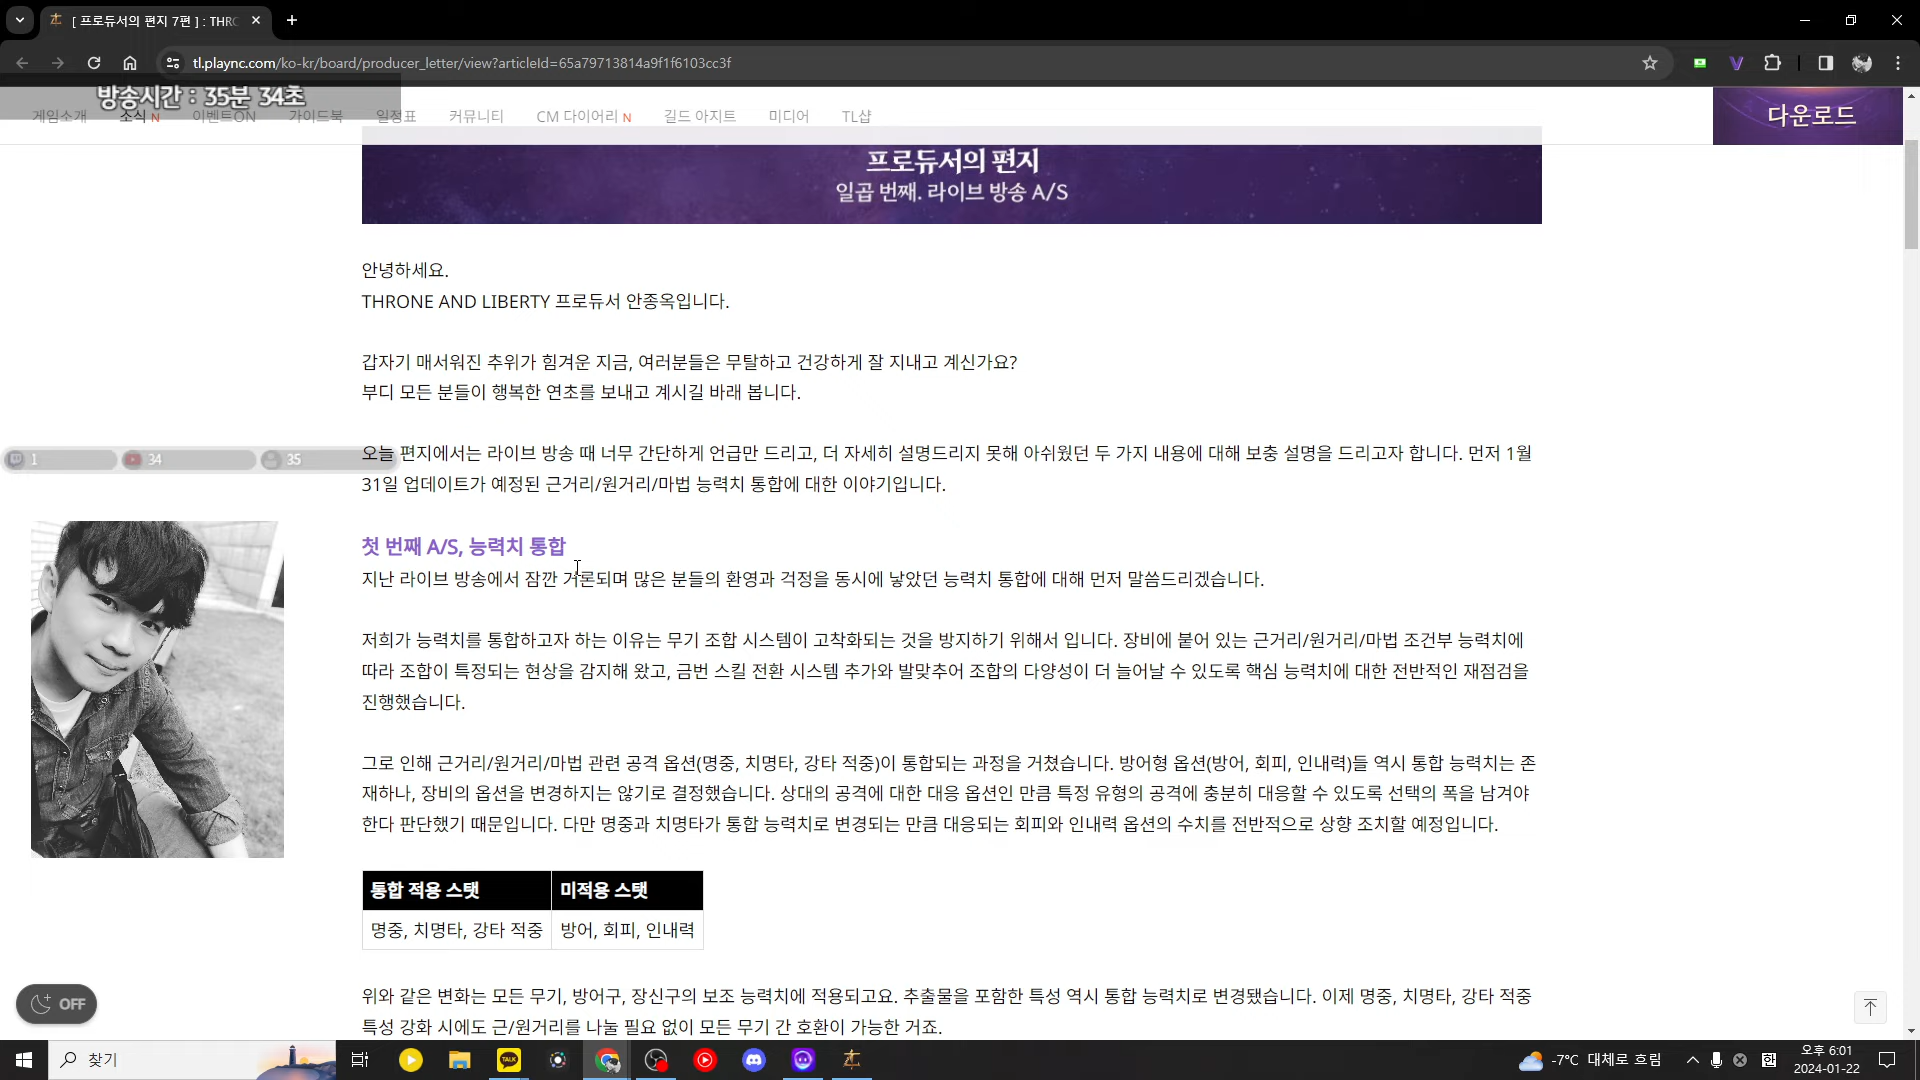 [ 프로듀서의 편지 7편 ] : THRO
tl.plaync.com/ko-kr/board/producer_letter/view?articleId=65a79713814a9f1f6103cc3f
방송시간 : 35분 34초
게임소개 소식 N 이벤트ON 가이드북 일정표 커뮤니티 CM 다이어리 N 길드 아지트 미디어 TL샵
다운로드
프로듀서의 편지
일곱 번째. 라이브 방송 A/S
안녕하세요.
THRONE AND LIBERTY 프로듀서 안종옥입니다.
갑자기 매서워진 추위가 힘겨운 지금, 여러분들은 무탈하고 건강하게 잘 지내고 계신가요?
부디 모든 분들이 행복한 연초를 보내고 계시길 바래 봅니다.
1 34 35
오늘 편지에서는 라이브 방송 때 너무 간단하게 언급만 드리고, 더 자세히 설명드리지 못해 아쉬웠던 두 가지 내용에 대해 보충 설명을 드리고자 합니다. 먼저 1월
31일 업데이트가 예정된 근거리/원거리/마법 능력치 통합에 대한 이야기입니다.
첫 번째 A/S, 능력치 통합
지난 라이브 방송에서 잠깐 거론되며 많은 분들의 환영과 걱정을 동시에 낳았던 능력치 통합에 대해 먼저 말씀드리겠습니다.
저희가 능력치를 통합하고자 하는 이유는 무기 조합 시스템이 고착화되는 것을 방지하기 위해서 입니다. 장비에 붙어 있는 근거리/원거리/마법 조건부 능력치에
따라 조합이 특정되는 현상을 감지해 왔고, 금번 스킬 전환 시스템 추가와 발맞추어 조합의 다양성이 더 늘어날 수 있도록 핵심 능력치에 대한 전반적인 재점검을
진행했습니다.
그로 인해 근거리/원거리/마법 관련 공격 옵션(명중, 치명타, 강타 적중)이 통합되는 과정을 거쳤습니다. 방어형 옵션(방어, 회피, 인내력)들 역시 통합 능력치는 존
재하나, 장비의 옵션을 변경하지는 않기로 결정했습니다. 상대의 공격에 대한 대응 옵션인 만큼 특정 유형의 공격에 충분히 대응할 수 있도록 선택의 폭을 남겨야
한다 판단했기 때문입니다. 다만 명중과 치명타가 통합 능력치로 변경되는 만큼 대응되는 회피와 인내력 옵션의 수치를 전반적으로 상향 조치할 예정입니다.
통합 적용 스탯 미적용 스탯
명중, 치명타, 강타 적중 방어, 회피, 인내력
위와 같은 변화는 모든 무기, 방어구, 장신구의 보조 능력치에 적용되고요. 추출물을 포함한 특성 역시 통합 능력치로 변경됐습니다. 이제 명중, 치명타, 강타 적중
특성 강화 시에도 근/원거리를 나눌 필요 없이 모든 무기 간 호환이 가능한 거죠.
OFF
찾기
TALK
-7°C 대체로 흐림
한
오후 6:01
2024-01-22